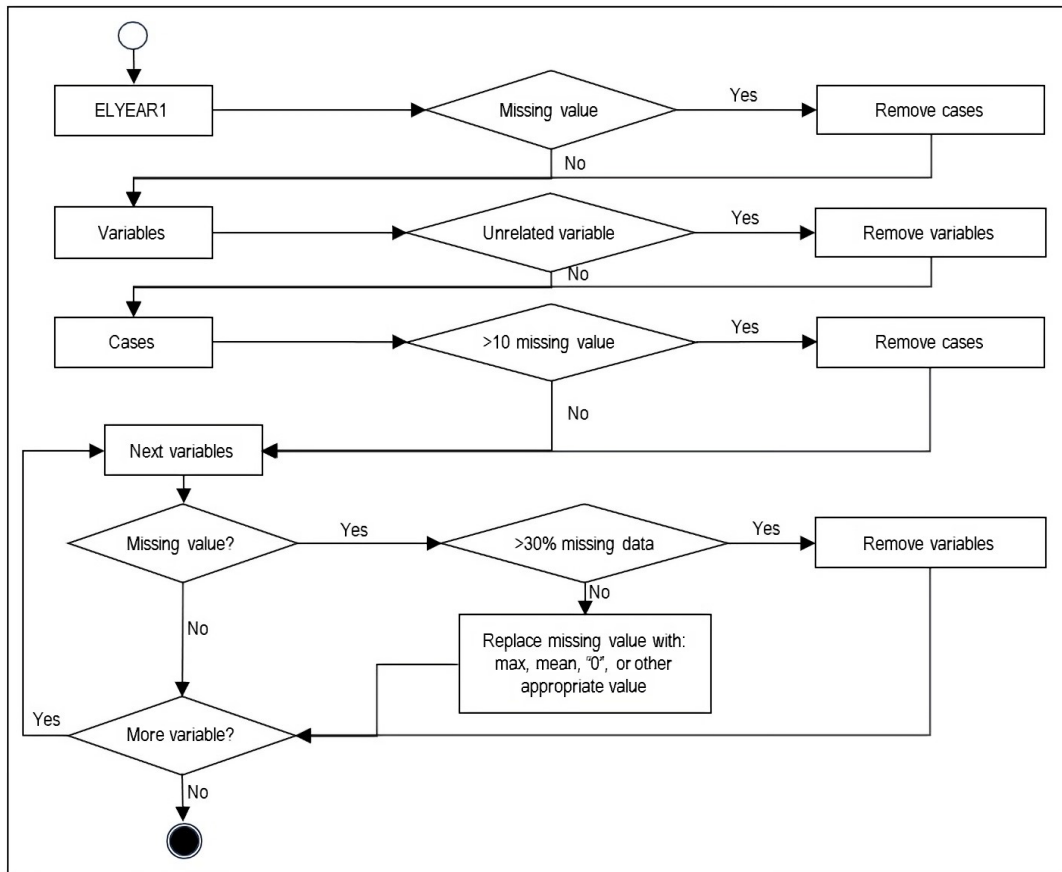 ELYEAR1
Missing value
Yes
Remove cases
No
Variables
Unrelated variable
Yes
Remove variables
No
Cases
>10 missing value
Yes
Remove cases
No
Next variables
Missing value?
Yes
>30% missing data
Yes
Remove variables
No
No
Replace missing value with:
max, mean, “0”, or other
appropriate value
Yes
More variable?
No